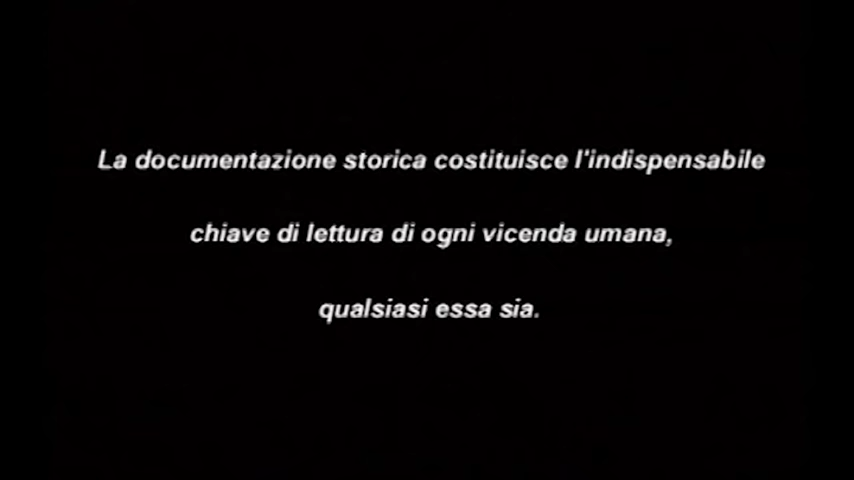 La documentazione storica costituisce l'indispensabile
chiave di lettura di ogni vicenda umana,
qualsiasi essa sia.